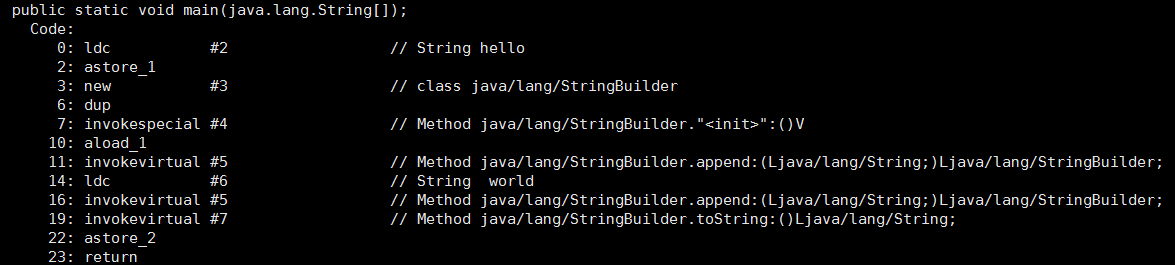 public static void main(java.lang.String[]);
  Code:
     0: ldc           #2                  // String hello
     2: astore_1
     3: new           #3                  // class java/lang/StringBuilder
     6: dup
     7: invokespecial #4                  // Method java/lang/StringBuilder."<init>":()V
    10: aload_1
    11: invokevirtual #5                  // Method java/lang/StringBuilder.append:(Ljava/lang/String;)Ljava/lang/StringBuilder;
    14: ldc           #6                  // String  world
    16: invokevirtual #5                  // Method java/lang/StringBuilder.append:(Ljava/lang/String;)Ljava/lang/StringBuilder;
    19: invokevirtual #7                  // Method java/lang/StringBuilder.toString:()Ljava/lang/String;
    22: astore_2
    23: return